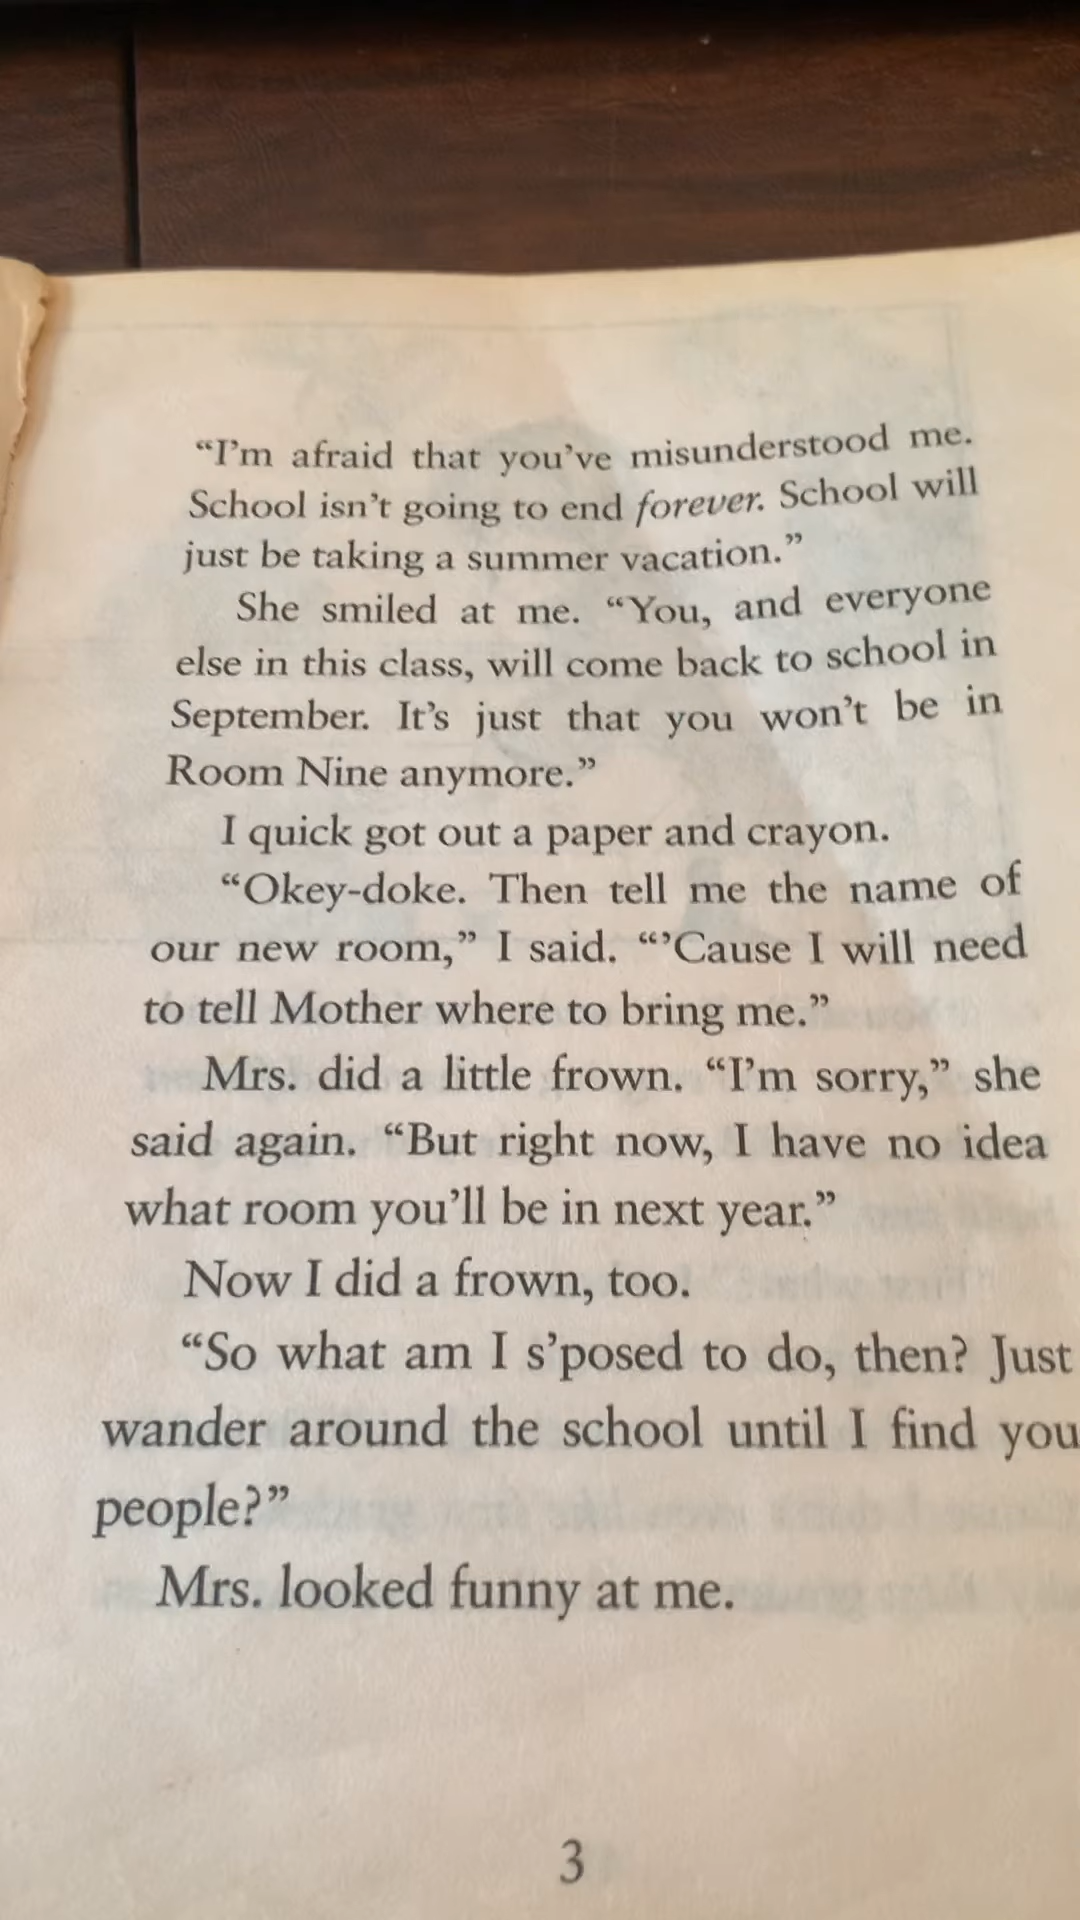 “I’m afraid that you’ve misunderstood me.
School isn’t going to end forever. School will
just be taking a summer vacation.”
She smiled at me. “You, and everyone
else in this class, will come back to school in
September. It’s just that you won’t be in
Room Nine anymore.”
I quick got out a paper and crayon.
“Okey-doke. Then tell me the name of
our new room,” I said. “’Cause I will need
to tell Mother where to bring me.”
Mrs. did a little frown. “I’m sorry,” she
said again. “But right now, I have no idea
what room you’ll be in next year.”
Now I did a frown, too.
“So what am I s’posed to do, then? Just
wander around the school until I find you
people?”
Mrs. looked funny at me.
3